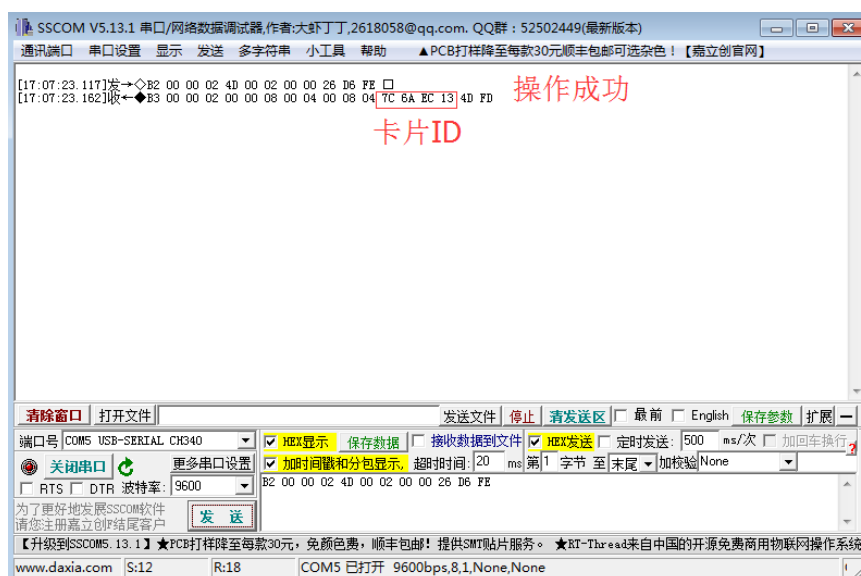 SSCOM V5.13.1 串口/网络数据调试器,作者:大虾丁丁,2618058@qq.com. QQ群：52502449(最新版本)
通讯端口 串口设置 显示 发送 多字符串 小工具 帮助 ▲PCB打样降至每款30元顺丰包邮可选杂色！【嘉立创官网】
[17:07:23.117]发→◇B2 00 00 02 4D 00 02 00 00 26 D6 FE □
[17:07:23.162]收←◆B3 00 00 02 00 00 08 00 04 00 08 04 7C 6A EC 13 4D FD
操作成功
卡片ID
清除窗口 打开文件 发送文件 停止 清发送区 最前 English 保存参数 扩展 —
端口号 COM5 USB-SERIAL CH340 HEX显示 保存数据 接收数据到文件 HEX发送 定时发送: 500 ms/次 加回车换行
关闭串口 更多串口设置 加时间戳和分包显示, 超时时间: 20 ms 第1 字节 至 末尾 加校验 None
RTS DTR 波特率: 9600
B2 00 00 02 4D 00 02 00 00 26 D6 FE
为了更好地发展SSCOM软件
请您注册嘉立创F结尾客户
发 送
【升级到SSCOM5.13.1】★PCB打样降至每款30元，免颜色费，顺丰包邮！提供SMT贴片服务。 ★RT-Thread来自中国的开源免费商用物联网操作系统
www.daxia.com S:12 R:18 COM5 已打开 9600bps,8,1,None,None